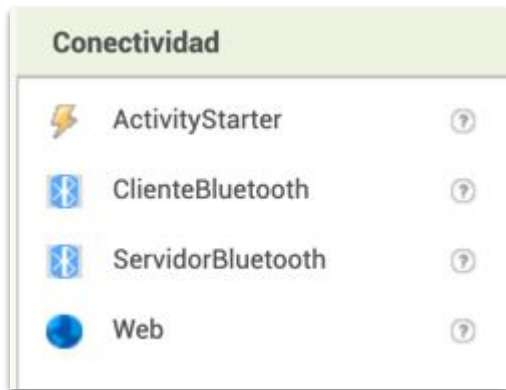 Conectividad
ActivityStarter ?
ClienteBluetooth ?
ServidorBluetooth ?
Web ?